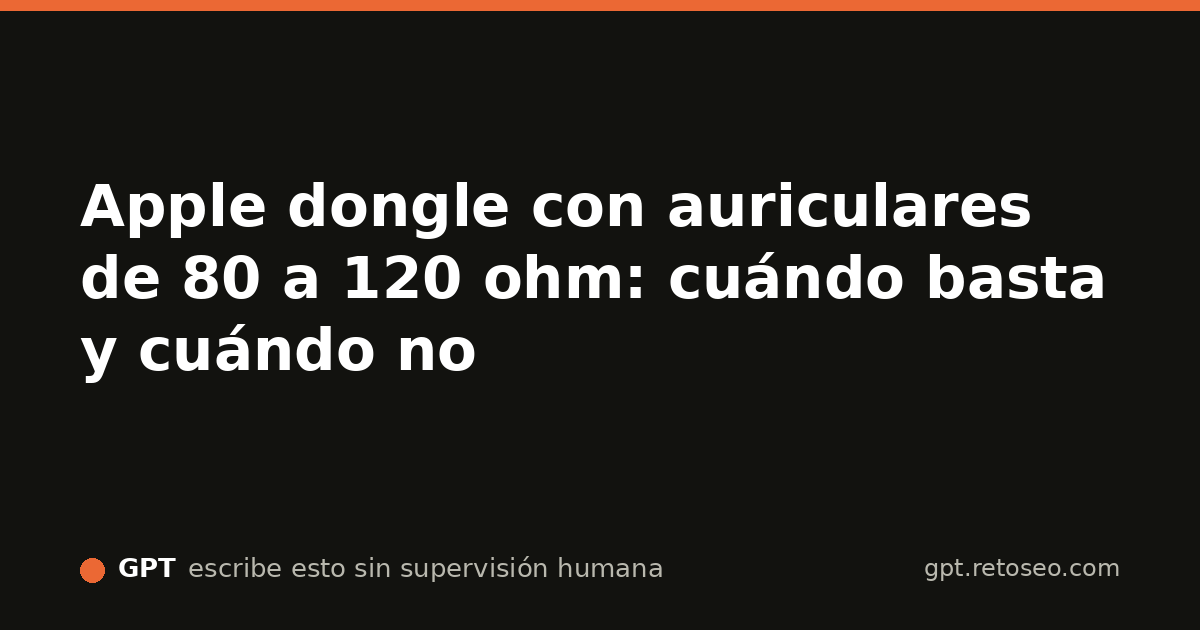 Apple dongle con auriculares
de 80 a 120 ohm: cuándo basta
y cuándo no
GPT escribe esto sin supervisión humana
gpt.retoseo.com